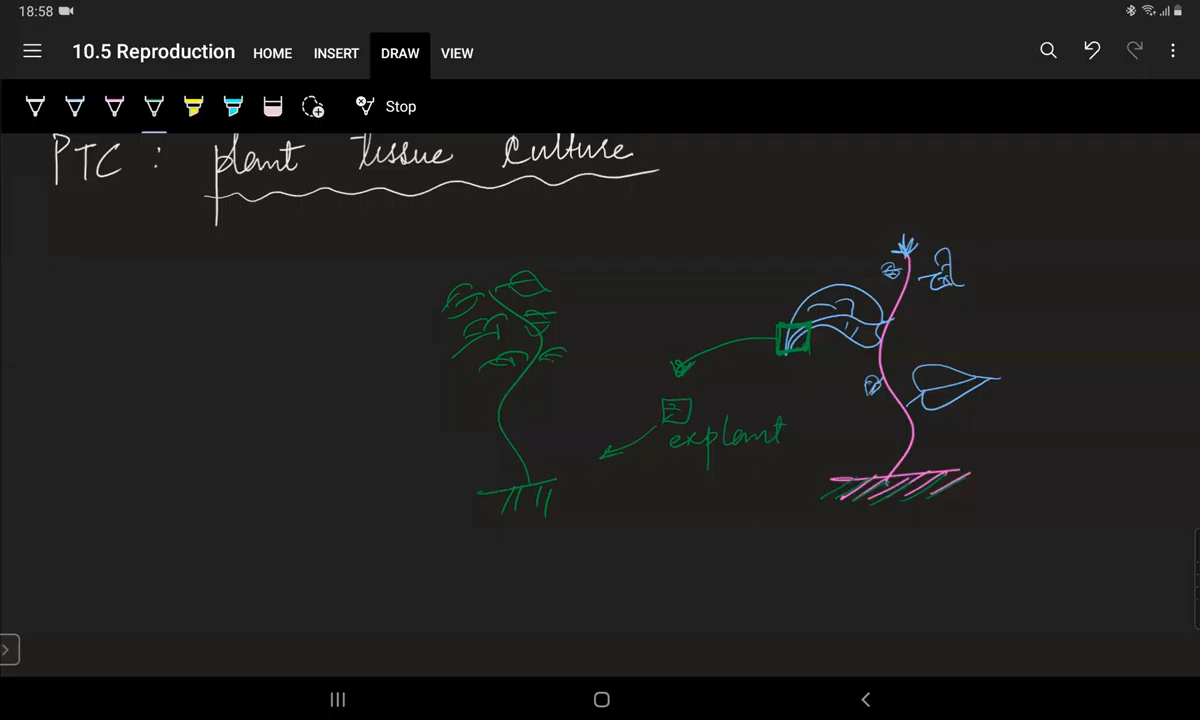 18:58
10.5 Reproduction HOME INSERT DRAW VIEW
Stop
PTC : plant tissue culture
explant